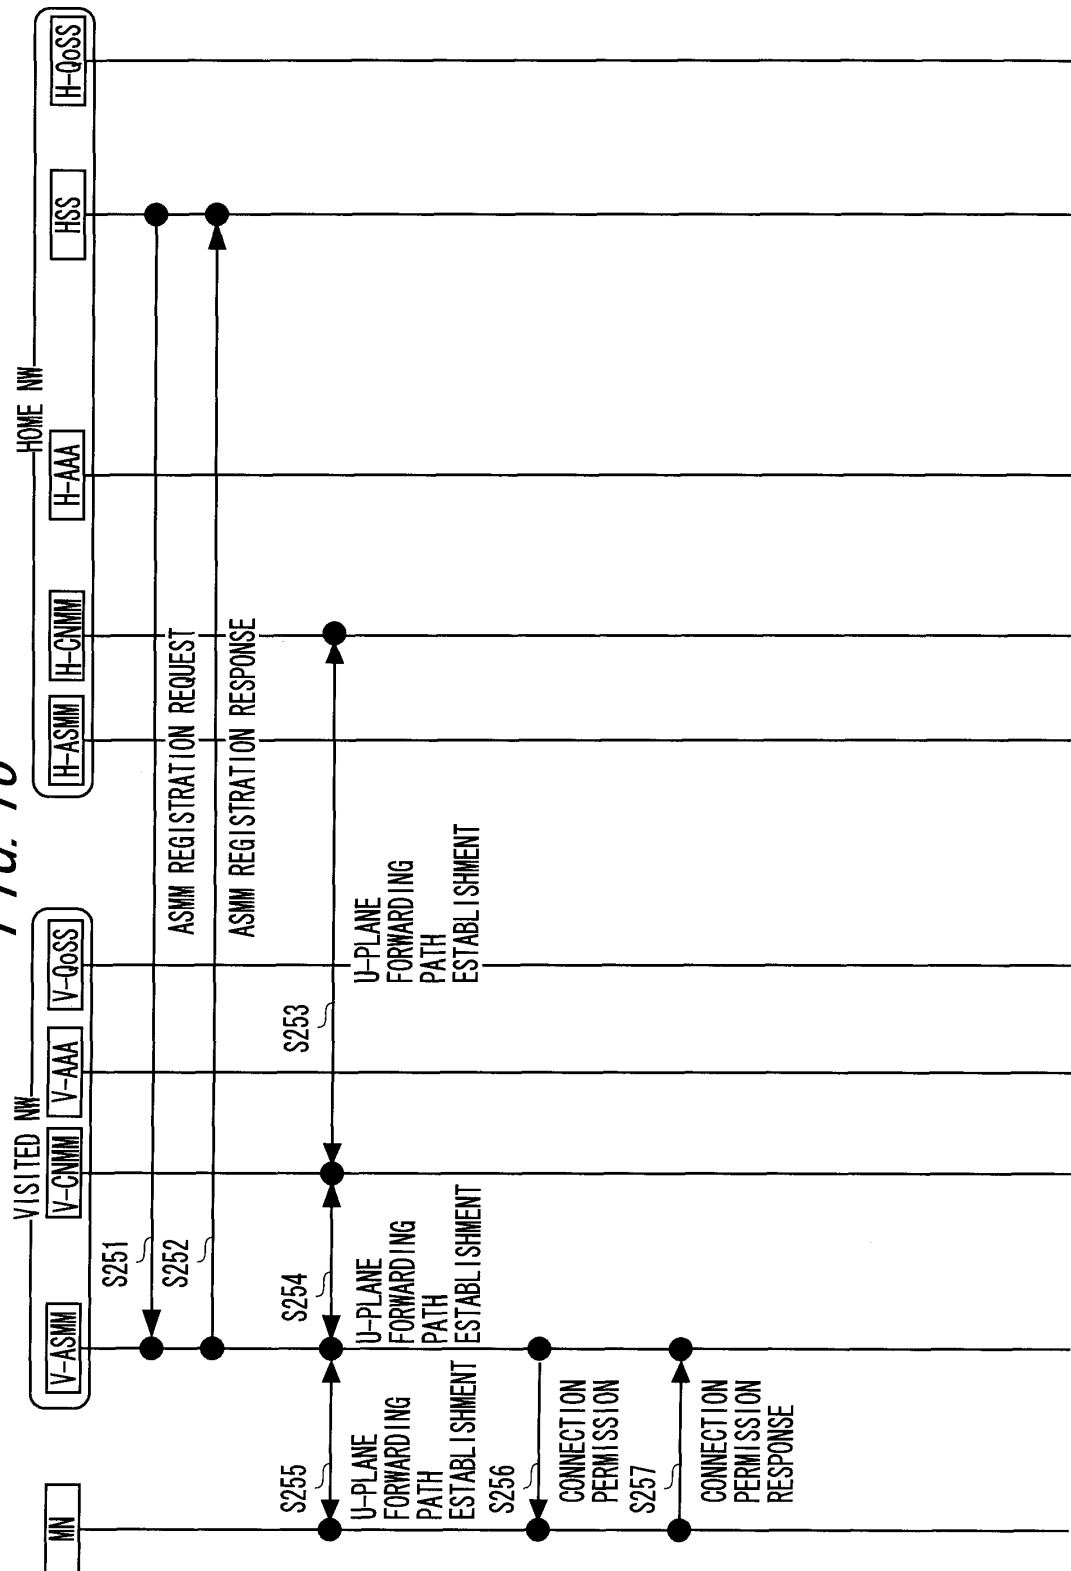 VISITED NW
HOME NW
MN
V-ASMM
V-CNMM
V-AAA
V-QoSS
H-ASMM
H-CNMM
H-AAA
HSS
H-QoSS
S251
ASMM REGISTRATION REQUEST
S252
ASMM REGISTRATION RESPONSE
S253
U-PLANE
FORWARDING
PATH
ESTABLISHMENT
S254
U-PLANE
FORWARDING
PATH
ESTABLISHMENT
S255
U-PLANE
FORWARDING
PATH
ESTABLISHMENT
S256
CONNECTION
PERMISSION
S257
CONNECTION
PERMISSION
RESPONSE